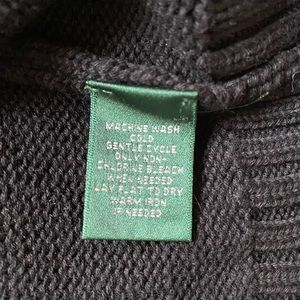 MACHINE WASH
COLD
GENTLE CYCLE
ONLY NON-
CHLORINE BLEACH
WHEN NEEDED
LAY FLAT TO DRY
WARM IRON
IF NEEDED